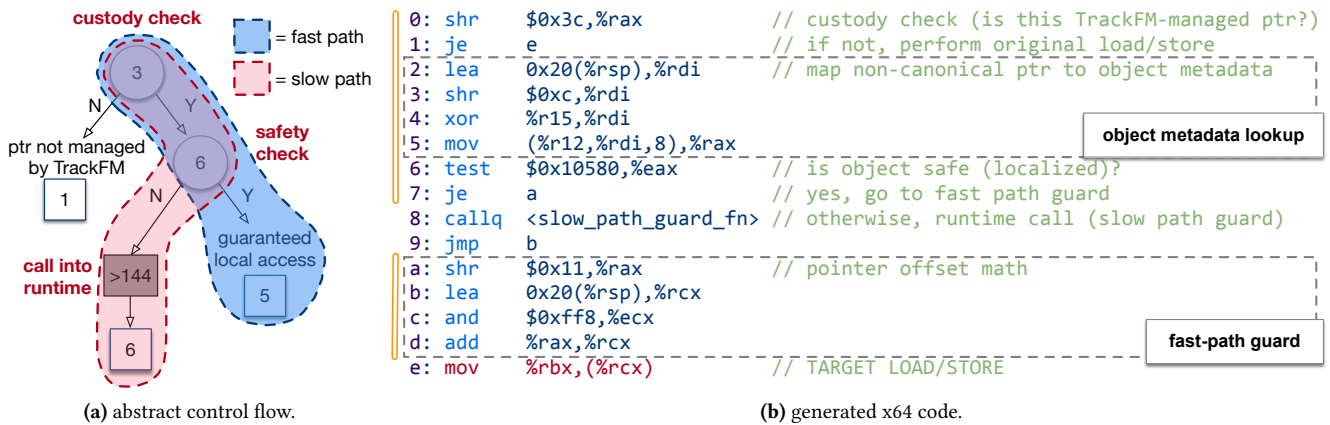 custody check
3
N
Y
ptr not managed
by TrackFM
1
safety
check
6
N
Y
guaranteed
local access
5
call into
runtime
>144
6
= fast path
= slow path
(a) abstract control flow.
0: shr $0x3c,%rax // custody check (is this TrackFM-managed ptr?)
1: je e // if not, perform original load/store
2: lea 0x20(%rsp),%rdi // map non-canonical ptr to object metadata
3: shr $0xc,%rdi
4: xor %r15,%rdi
5: mov (%r12,%rdi,8),%rax
object metadata lookup
6: test $0x10580,%eax // is object safe (localized)?
7: je a // yes, go to fast path guard
8: callq <slow_path_guard_fn> // otherwise, runtime call (slow path guard)
9: jmp b
a: shr $0x11,%rax // pointer offset math
b: lea 0x20(%rsp),%rcx
c: and $0xff8,%ecx
d: add %rax,%rcx
fast-path guard
e: mov %rbx,(%rcx) // TARGET LOAD/STORE
(b) generated x64 code.